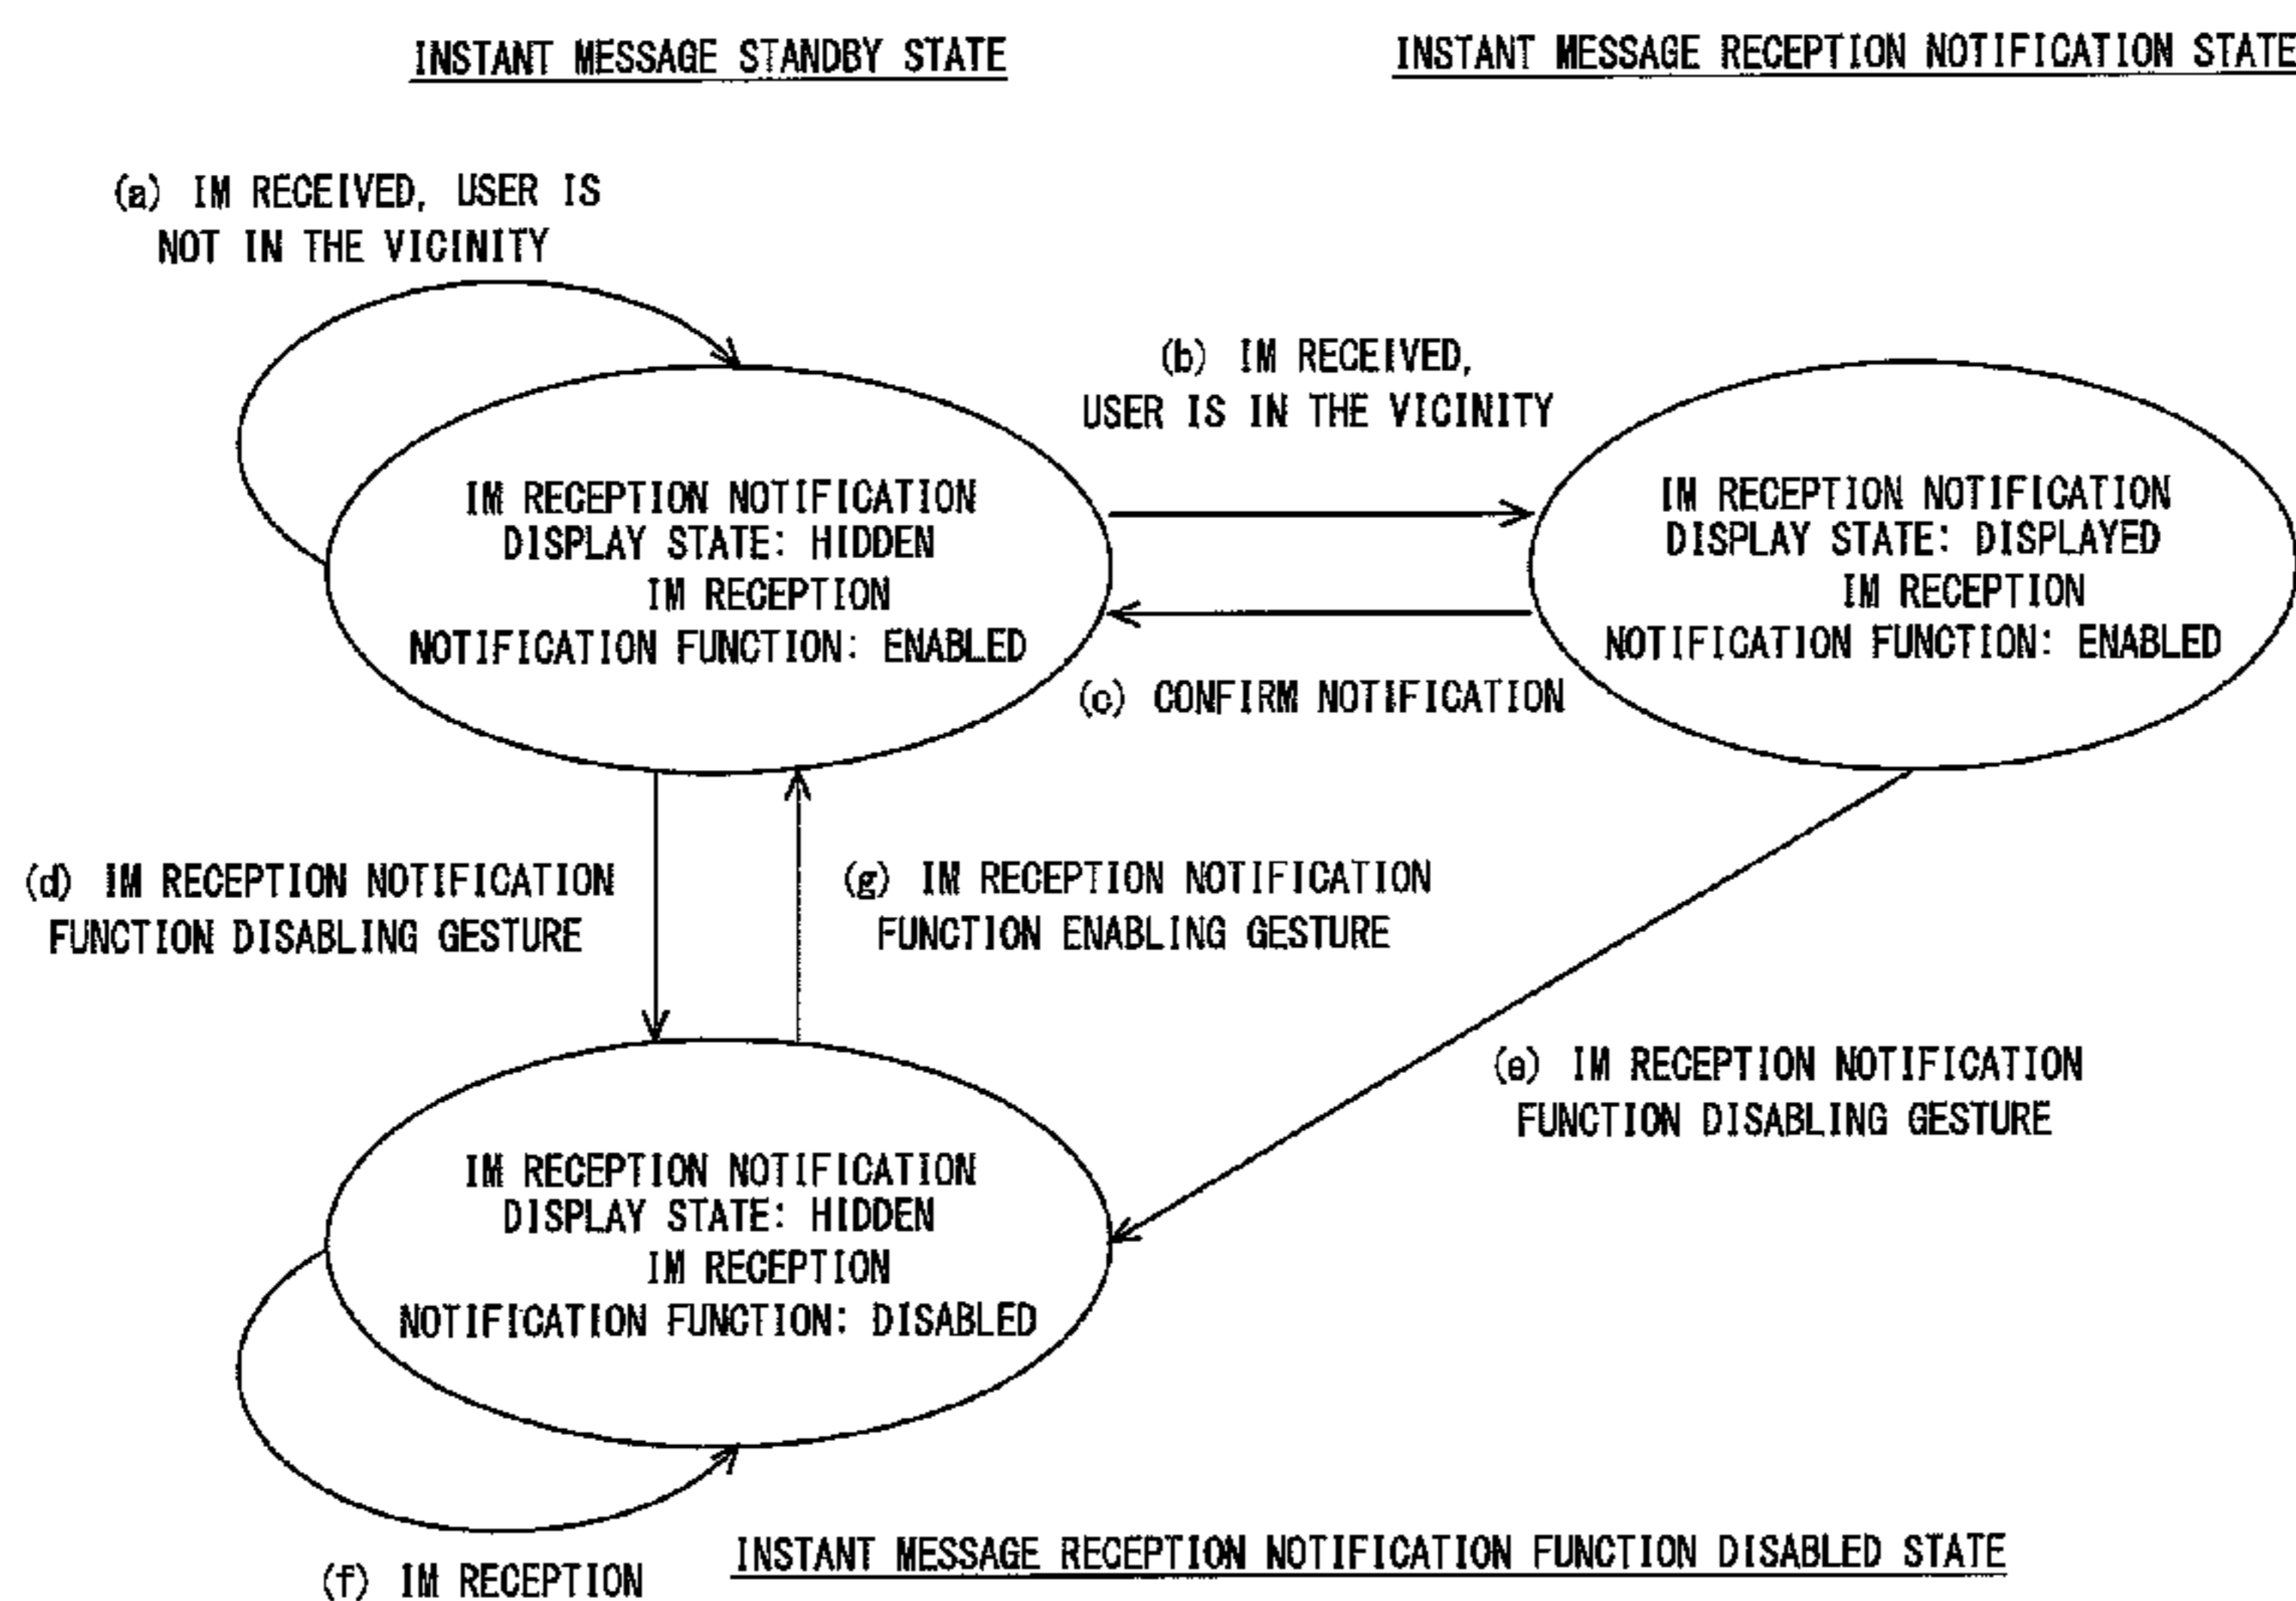 INSTANT MESSAGE STANDBY STATE
INSTANT MESSAGE RECEPTION NOTIFICATION STATE
(a) IM RECEIVED, USER IS
NOT IN THE VICINITY
(b) IM RECEIVED,
USER IS IN THE VICINITY
IM RECEPTION NOTIFICATION
DISPLAY STATE: HIDDEN
IM RECEPTION
NOTIFICATION FUNCTION: ENABLED
IM RECEPTION NOTIFICATION
DISPLAY STATE: DISPLAYED
IM RECEPTION
NOTIFICATION FUNCTION: ENABLED
(c) CONFIRM NOTIFICATION
(d) IM RECEPTION NOTIFICATION
FUNCTION DISABLING GESTURE
(g) IM RECEPTION NOTIFICATION
FUNCTION ENABLING GESTURE
(e) IM RECEPTION NOTIFICATION
FUNCTION DISABLING GESTURE
IM RECEPTION NOTIFICATION
DISPLAY STATE: HIDDEN
IM RECEPTION
NOTIFICATION FUNCTION: DISABLED
INSTANT MESSAGE RECEPTION NOTIFICATION FUNCTION DISABLED STATE
(f) IM RECEPTION